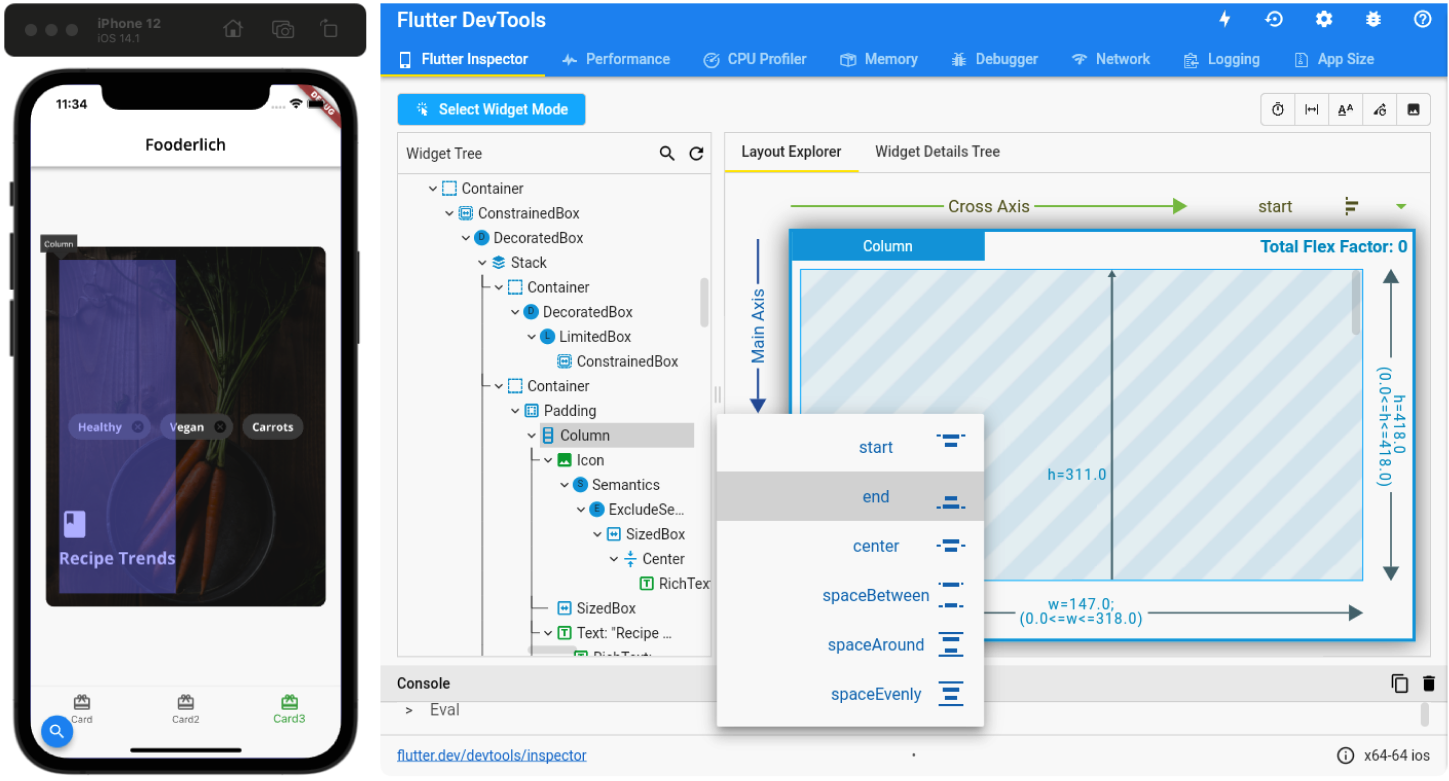 iPhone 12
iOS 14.1
11:34
DEBUG
Fooderlich
Column
Healthy
Vegan
Carrots
Recipe Trends
Card
Card2
Card3
Flutter DevTools
Flutter Inspector
Performance
CPU Profiler
Memory
Debugger
Network
Logging
App Size
Select Widget Mode
Widget Tree
Container
ConstrainedBox
DecoratedBox
Stack
Container
DecoratedBox
LimitedBox
ConstrainedBox
Container
Padding
Column
Icon
Semantics
ExcludeSe...
SizedBox
Center
RichTex
SizedBox
Text: "Recipe ...
Layout Explorer
Widget Details Tree
Cross Axis
start
Column
Total Flex Factor: 0
Main Axis
h=311.0
h=418.0
(0.0<=h<=418.0)
w=147.0;
(0.0<=w<=318.0)
start
end
center
spaceBetween
spaceAround
spaceEvenly
Console
> Eval
flutter.dev/devtools/inspector
x64-64 ios